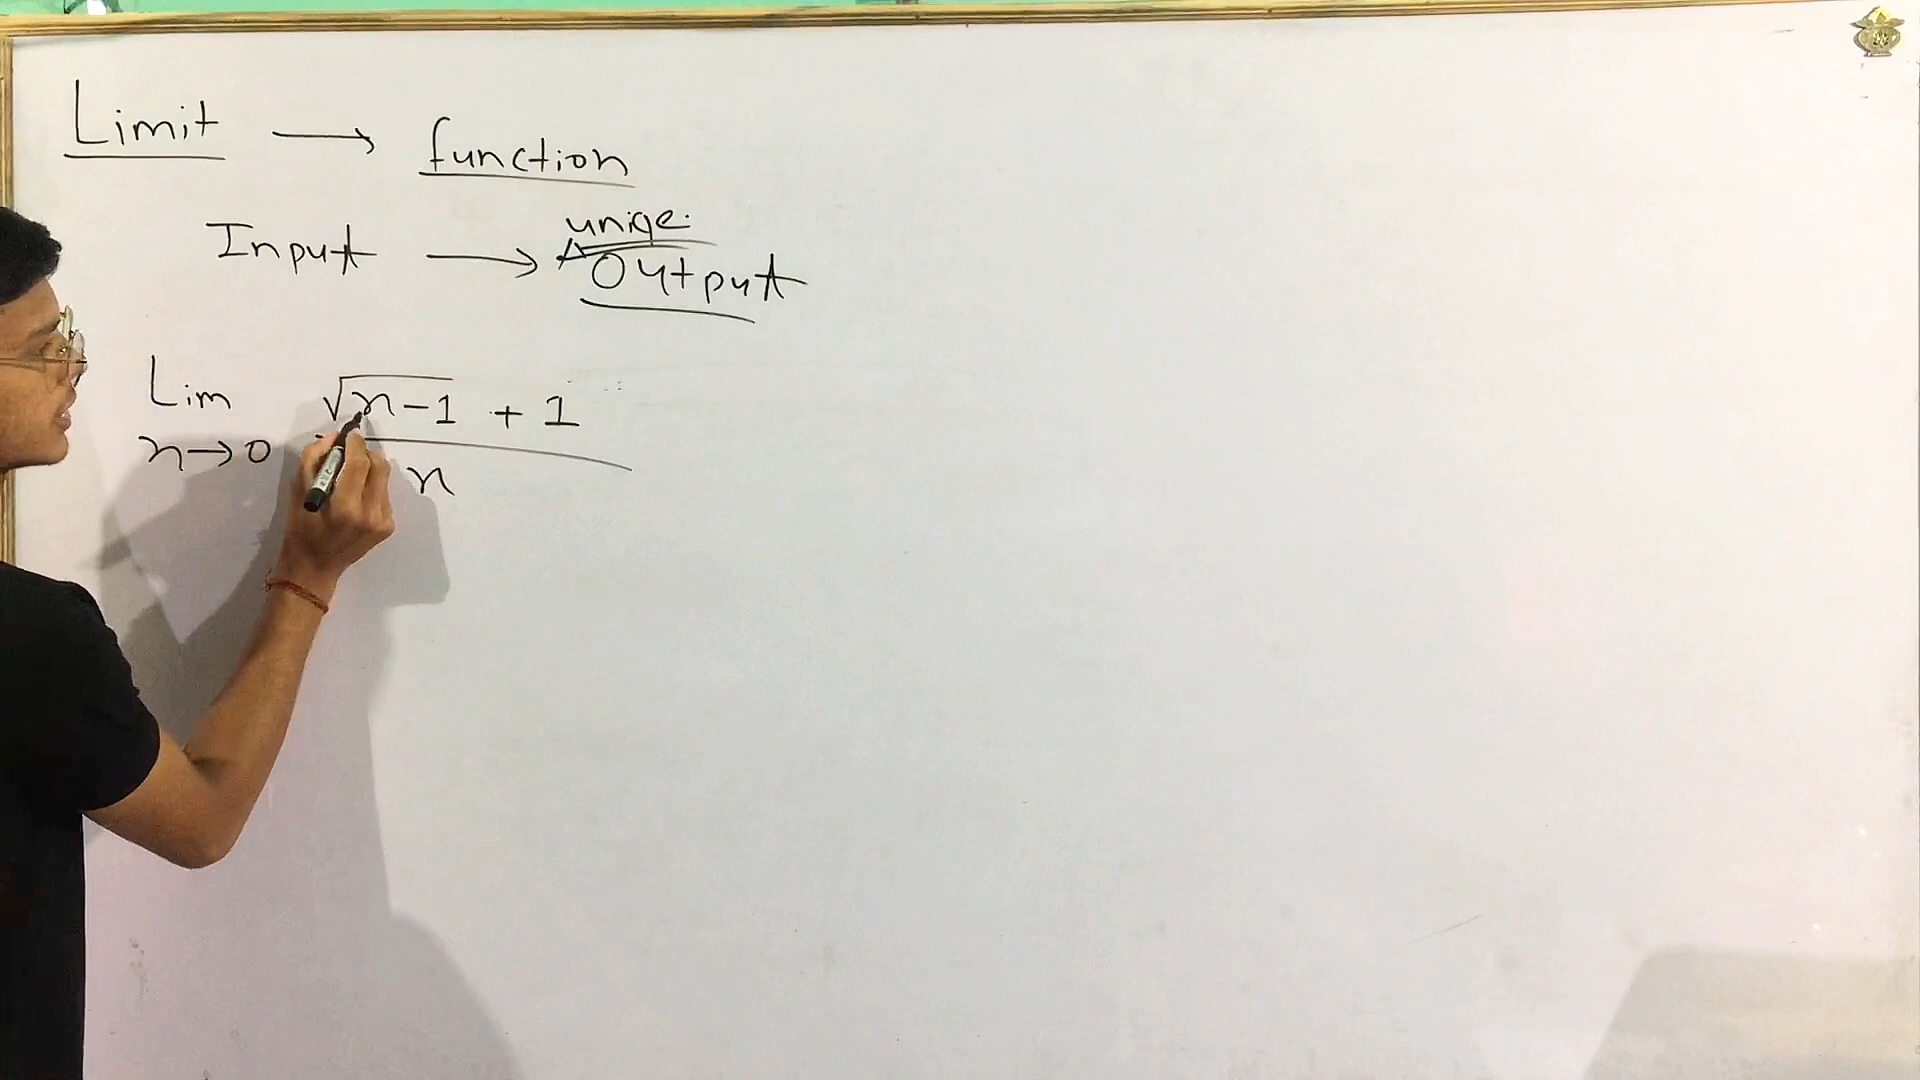 Limit → function
uniqe.
Input → Output
Lim √n-1 + 1
n→0 n